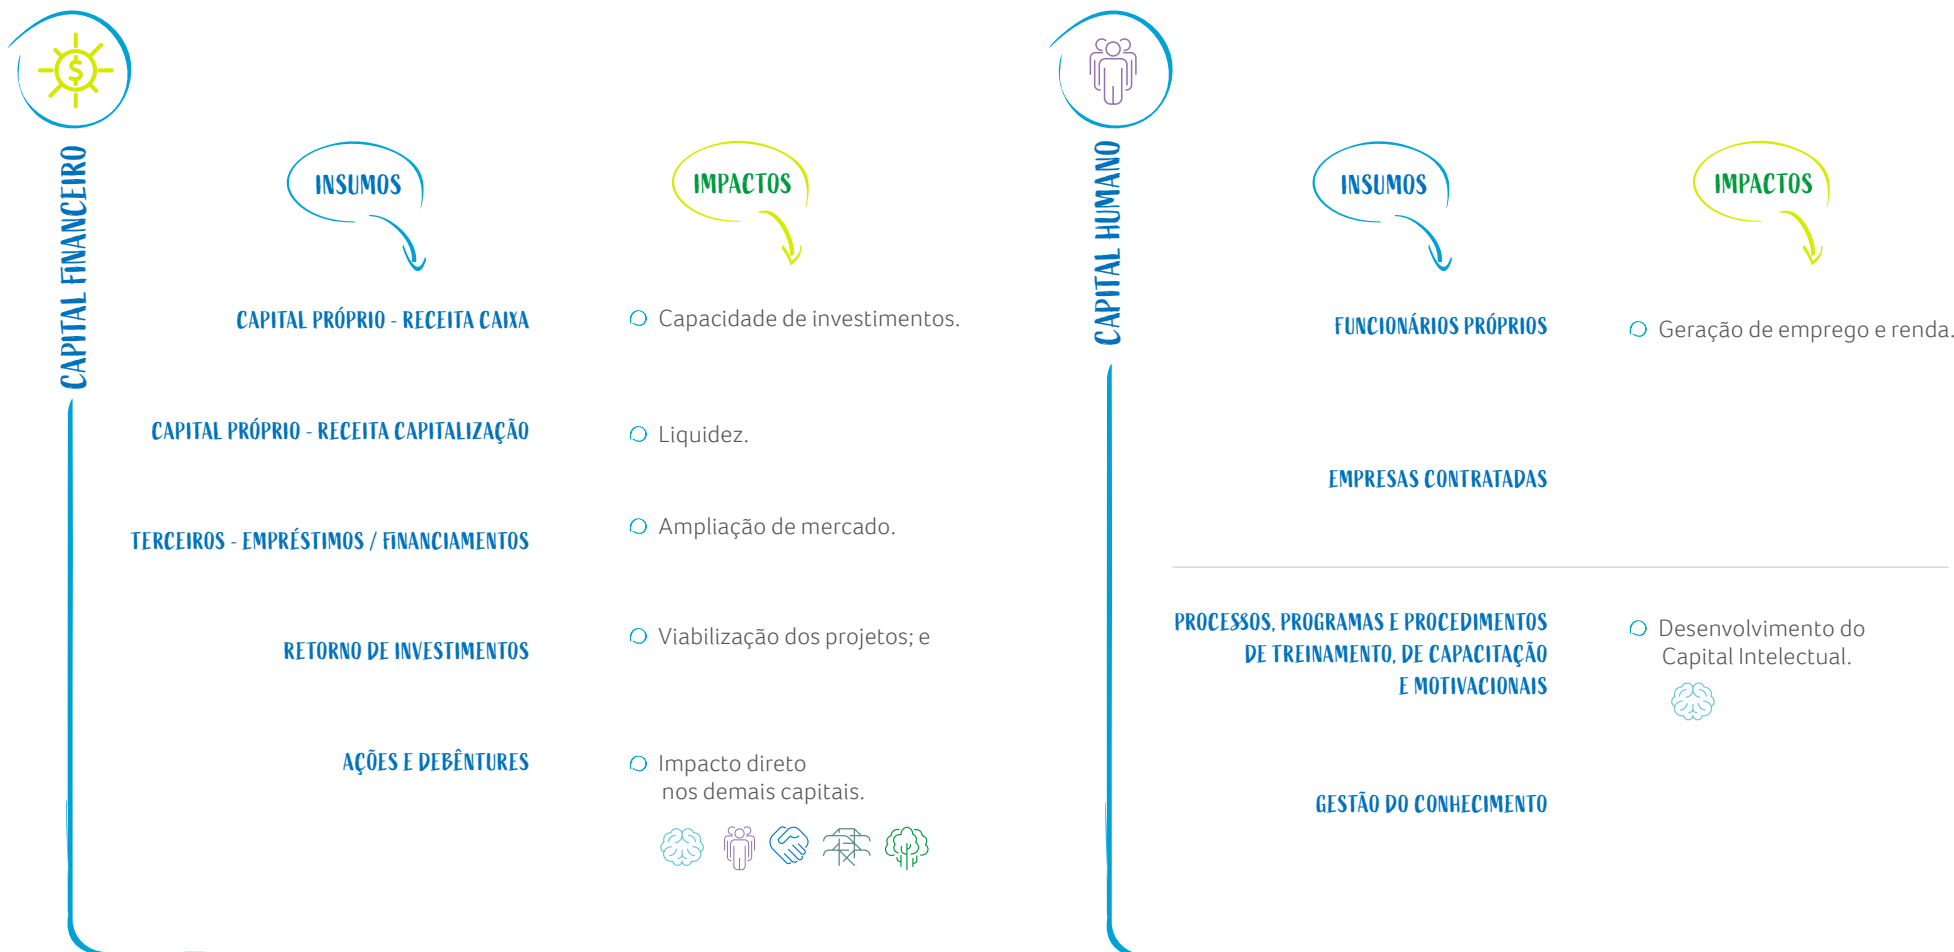 CAPITAL FINANCEIRO
INSUMOS
IMPACTOS
CAPITAL PRÓPRIO - RECEITA CAIXA
Capacidade de investimentos.
CAPITAL PRÓPRIO - RECEITA CAPITALIZAÇÃO
Liquidez.
TERCEIROS - EMPRÉSTIMOS / FINANCIAMENTOS
Ampliação de mercado.
RETORNO DE INVESTIMENTOS
Viabilização dos projetos; e
AÇÕES E DEBÊNTURES
Impacto direto
nos demais capitais.
CAPITAL HUMANO
INSUMOS
IMPACTOS
FUNCIONÁRIOS PRÓPRIOS
Geração de emprego e renda.
EMPRESAS CONTRATADAS
PROCESSOS, PROGRAMAS E PROCEDIMENTOS
DE TREINAMENTO, DE CAPACITAÇÃO
E MOTIVACIONAIS
Desenvolvimento do
Capital Intelectual.
GESTÃO DO CONHECIMENTO